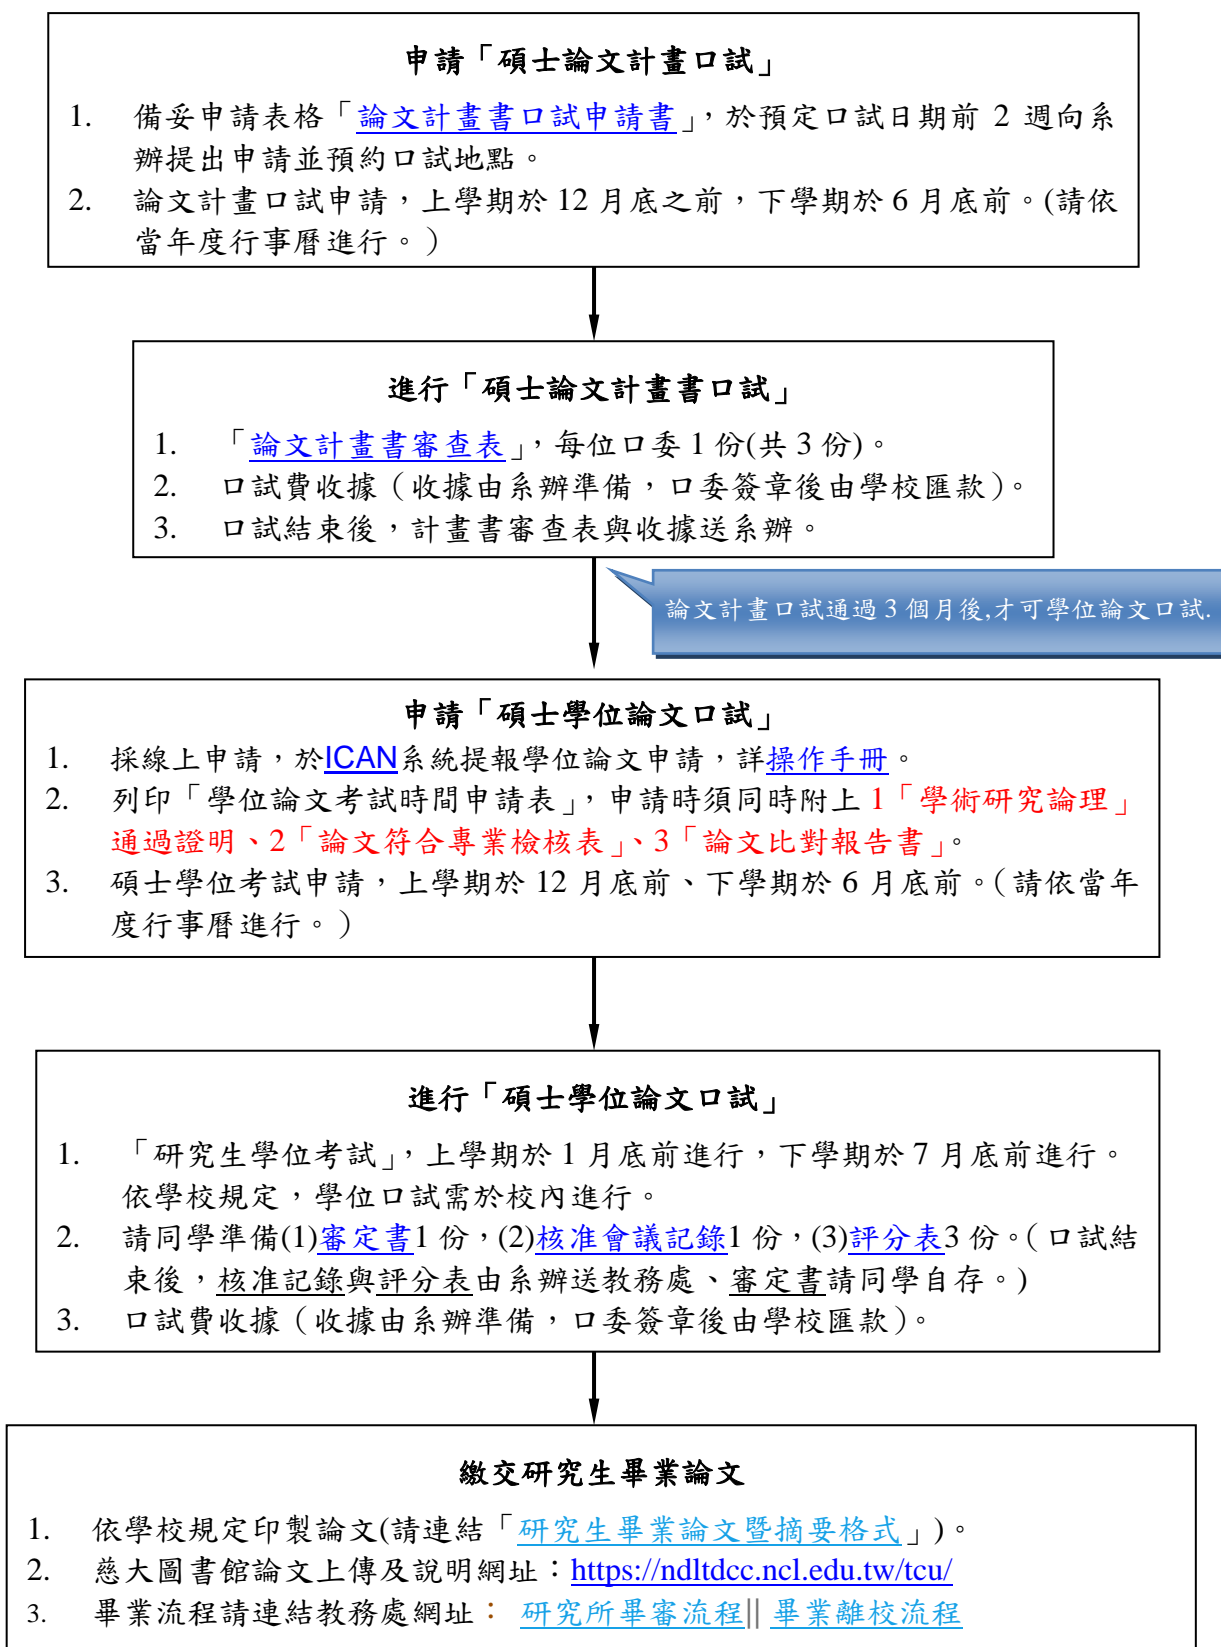 申請「碩士論文計畫口試」
1. 備妥申請表格「論文計畫書口試申請書」，於預定口試日期前 2 週向系
辦提出申請並預約口試地點。
2. 論文計畫口試申請，上學期於 12 月底之前，下學期於 6 月底前。(請依
當年度行事曆進行。）
進行「碩士論文計畫書口試」
1. 「論文計畫書審查表」，每位口委 1 份(共 3 份)。
2. 口試費收據（收據由系辦準備，口委簽章後由學校匯款）。
3. 口試結束後，計畫書審查表與收據送系辦。
論文計畫口試通過 3 個月後,才可學位論文口試.
申請「碩士學位論文口試」
1. 採線上申請，於ICAN系統提報學位論文申請，詳操作手冊。
2. 列印「學位論文考試時間申請表」，申請時須同時附上 1「學術研究論理」
通過證明、2「論文符合專業檢核表」、3「論文比對報告書」。
3. 碩士學位考試申請，上學期於 12 月底前、下學期於 6 月底前。（請依當年
度行事曆進行。）
進行「碩士學位論文口試」
1. 「研究生學位考試」，上學期於 1 月底前進行，下學期於 7 月底前進行。
依學校規定，學位口試需於校內進行。
2. 請同學準備(1)審定書1 份，(2)核准會議記錄1 份，(3)評分表3 份。（口試結
束後，核准記錄與評分表由系辦送教務處、審定書請同學自存。)
3. 口試費收據（收據由系辦準備，口委簽章後由學校匯款）。
繳交研究生畢業論文
1. 依學校規定印製論文(請連結「研究生畢業論文暨摘要格式」)。
2. 慈大圖書館論文上傳及說明網址：https://ndltdcc.ncl.edu.tw/tcu/
3. 畢業流程請連結教務處網址： 研究所畢審流程|| 畢業離校流程